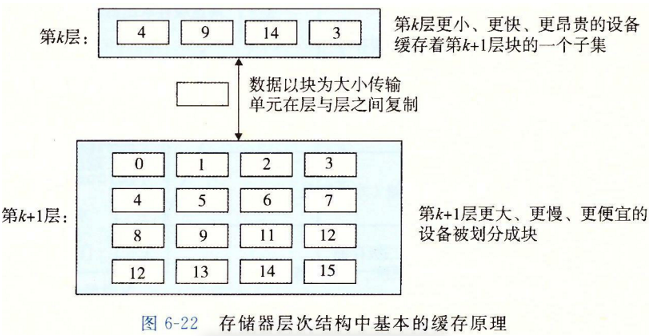 第k层：
4 9 14 3
第k层更小、更快、更昂贵的设备
缓存着第k+1层块的一个子集
数据以块为大小传输
单元在层与层之间复制
0 1 2 3
4 5 6 7
第k+1层：
8 9 11 12
12 13 14 15
第k+1层更大、更慢、更便宜的
设备被划分成块
图 6-22 存储器层次结构中基本的缓存原理